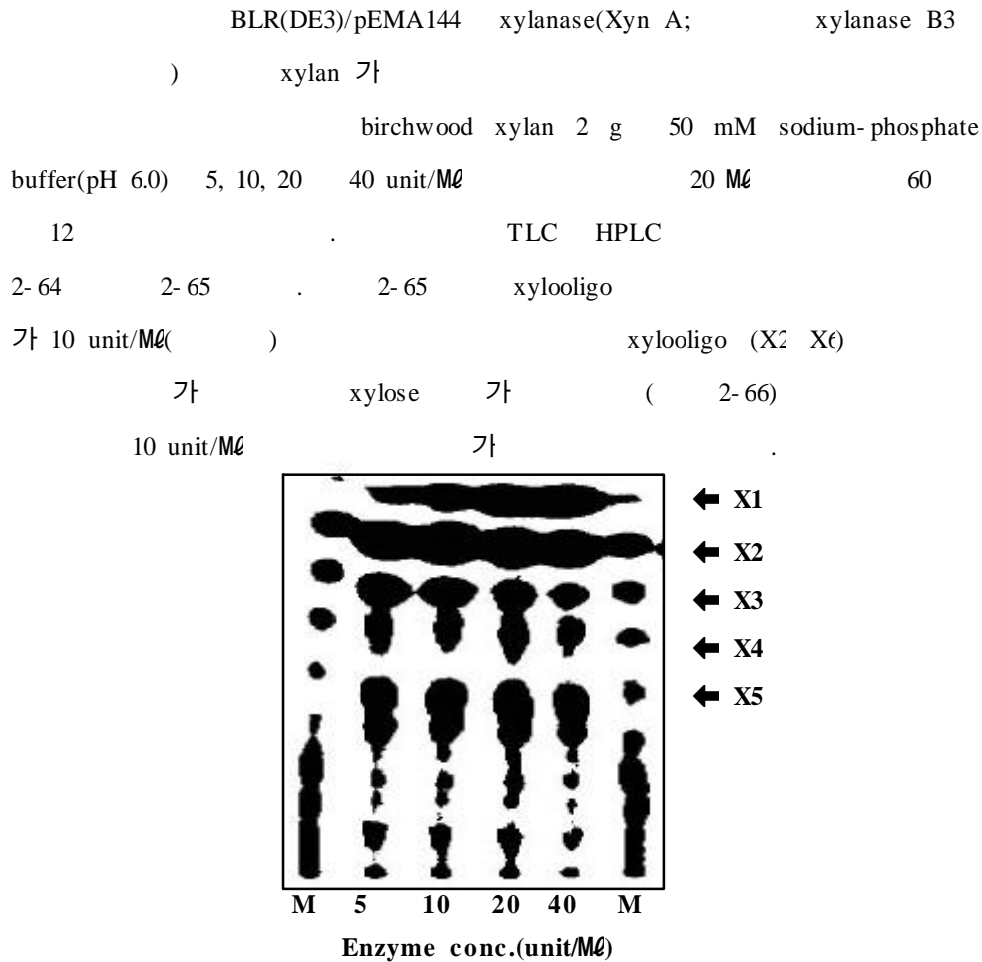 BLR(DE3)/pEMA144 xylanase(Xyn A; xylanase B3
) xylan 가
birchwood xylan 2 g 50 mM sodium-phosphate
buffer(pH 6.0) 5, 10, 20 40 unit/Mℓ 20 Mℓ 60
12 . TLC HPLC
2-64 2-65 . 2-65 xylooligo
가 10 unit/Mℓ( ) xylooligo (X2 X6)
가 xylose 가 ( 2-66)
10 unit/Mℓ 가 .
X1
X2
X3
X4
X5
M 5 10 20 40 M
Enzyme conc.(unit/Mℓ)